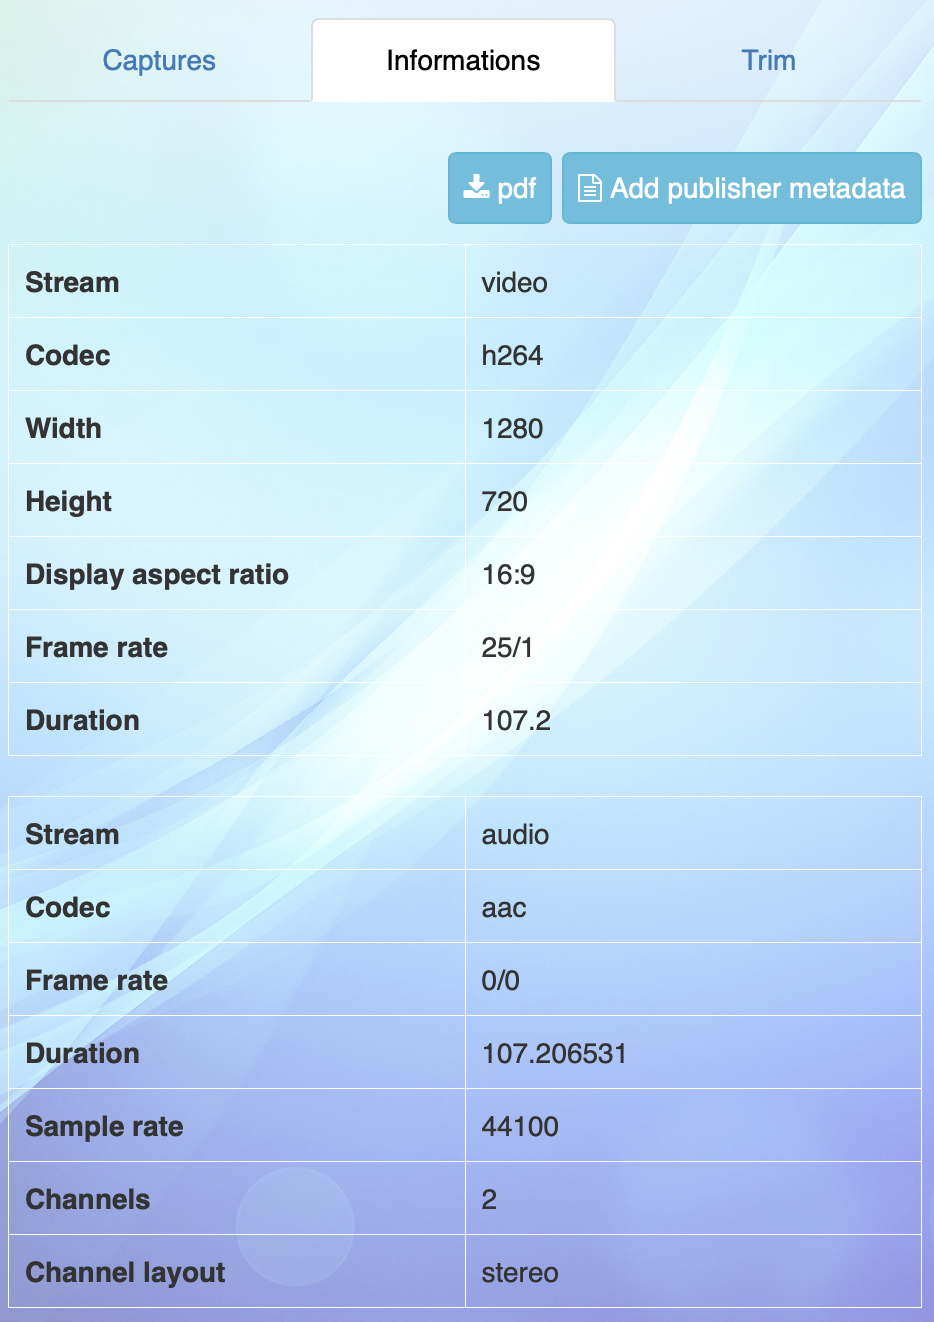 Captures Informations Trim
pdf Add publisher metadata
Stream video
Codec h264
Width 1280
Height 720
Display aspect ratio 16:9
Frame rate 25/1
Duration 107.2
Stream audio
Codec aac
Frame rate 0/0
Duration 107.206531
Sample rate 44100
Channels 2
Channel layout stereo